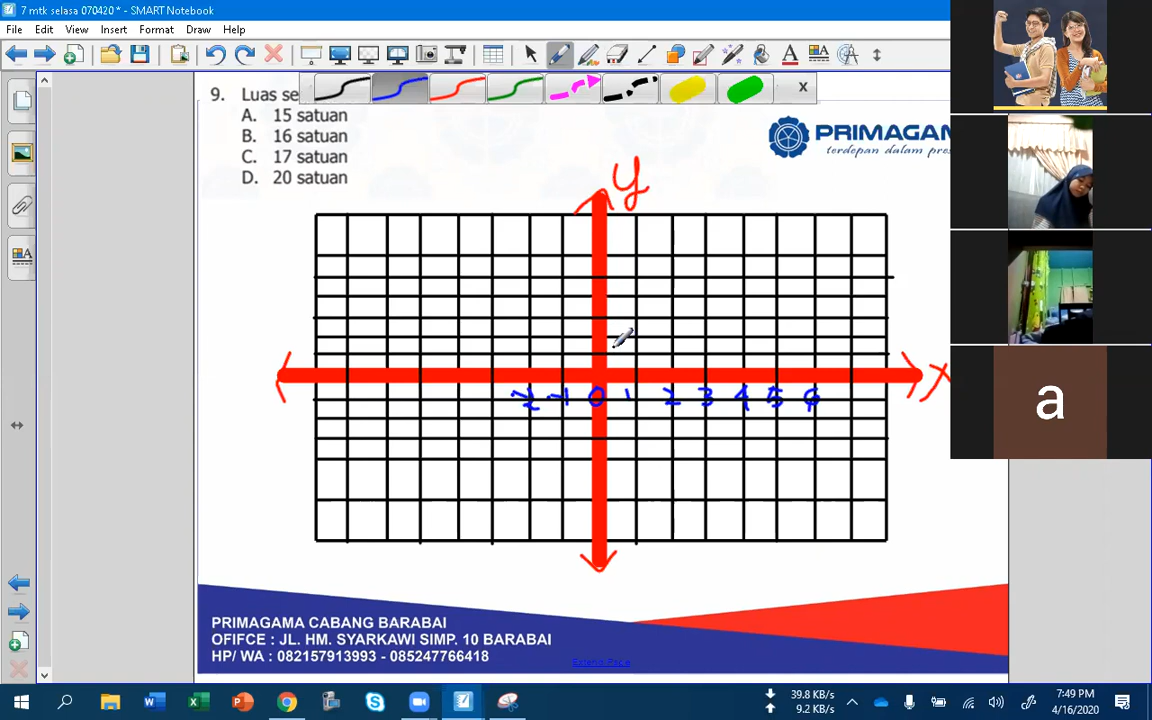 7 mtk selasa 070420 * - SMART Notebook
File Edit View Insert Format Draw Help
9. Luas se
A. 15 satuan
B. 16 satuan
C. 17 satuan
D. 20 satuan
x
PRIMAGAM
terdepan dalam pres
y
x
-2 -1 0 1 2 3 4 5 6
a
PRIMAGAMA CABANG BARABAI
OFIFCE : JL. HM. SYARKAWI SIMP. 10 BARABAI
HP/ WA : 082157913993 - 085247766418
Extend Page
39.8 KB/s
9.2 KB/s
7:49 PM
4/16/2020